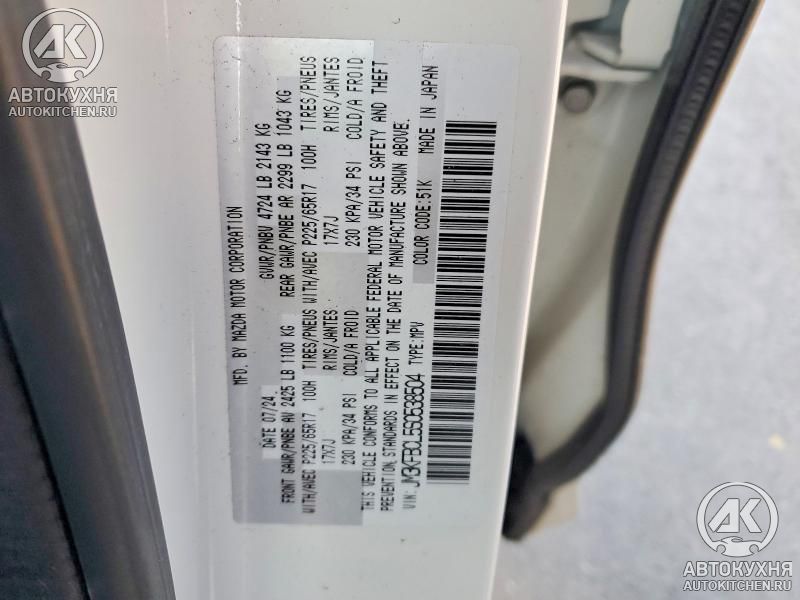 AK
АВТОКУХНЯ
AUTOKITCHEN.RU
MFD. BY MAZDA MOTOR CORPORATION
DATE 07/24 GVWR/PNBV 4724 LB 2143 KG
FRONT GAWR/PNBE AV 2425 LB 1100 KG REAR GAWR/PNBE AR 2299 LB 1043 KG
WITH/AVEC P225/65R17 100H TIRES/PNEUS WITH/AVEC P225/65R17 100H TIRES/PNEUS
17X7J RIMS/JANTES 17X7J RIMS/JANTES
230 KPA/34 PSI COLD/A FROID 230 KPA/34 PSI COLD/A FROID
THIS VEHICLE CONFORMS TO ALL APPLICABLE FEDERAL MOTOR VEHICLE SAFETY AND THEFT
PREVENTION STANDARDS IN EFFECT ON THE DATE OF MANUFACTURE SHOWN ABOVE.
VIN: JM3KFBCL5S0538504 TYPE:MPV COLOR CODE:51K MADE IN JAPAN
AK
АВТОКУХНЯ
AUTOKITCHEN.RU